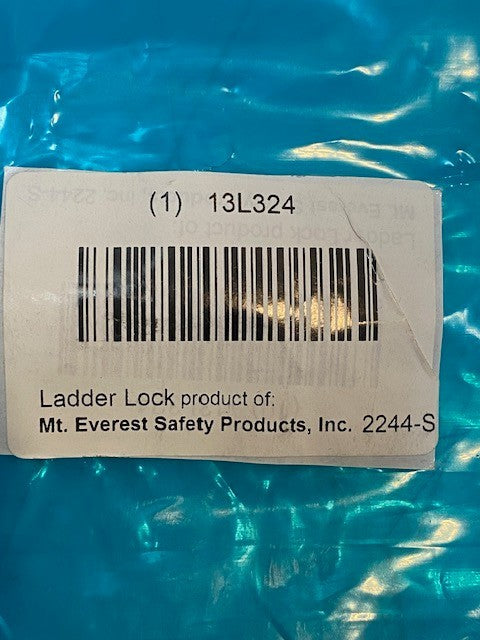 (1) 13L324
Ladder Lock product of:
Mt. Everest Safety Products, Inc. 2244-S